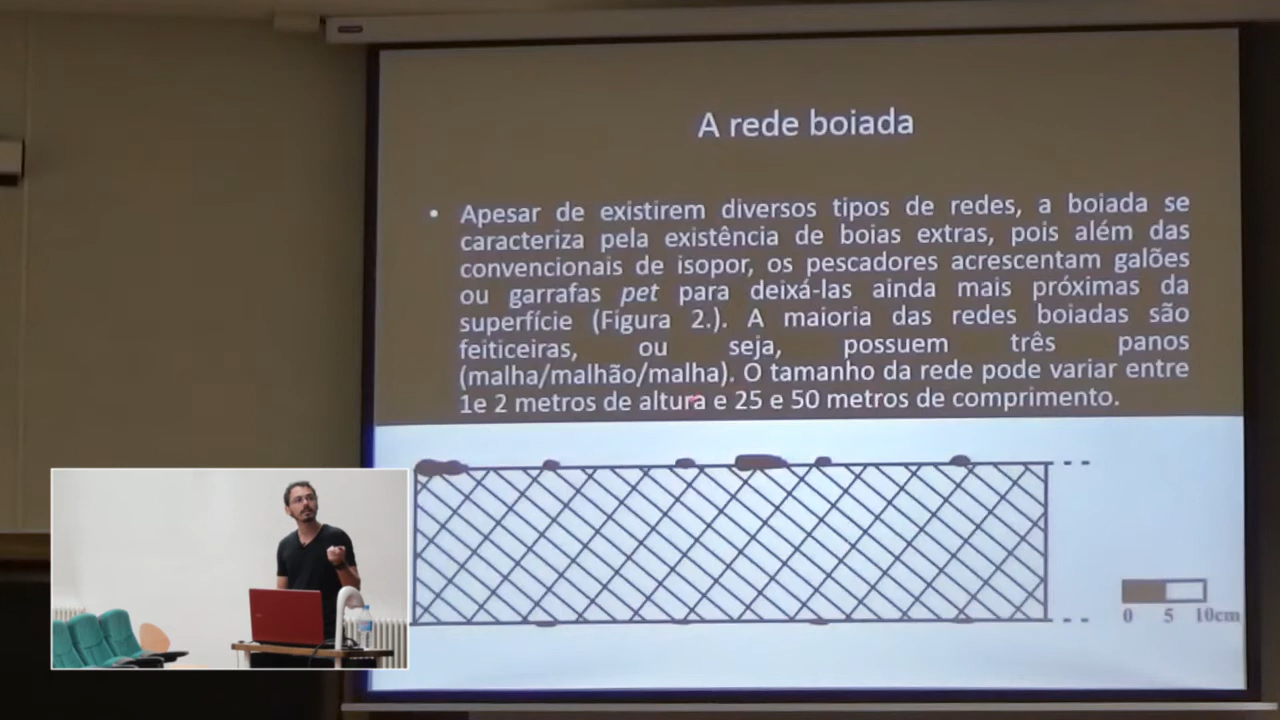 A rede boiada
• Apesar de existirem diversos tipos de redes, a boiada se
caracteriza pela existência de boias extras, pois além das
convencionais de isopor, os pescadores acrescentam galões
ou garrafas pet para deixá-las ainda mais próximas da
superfície (Figura 2.). A maioria das redes boiadas são
feiticeiras, ou seja, possuem três panos
(malha/malhão/malha). O tamanho da rede pode variar entre
1e 2 metros de altura e 25 e 50 metros de comprimento.
0 5 10cm